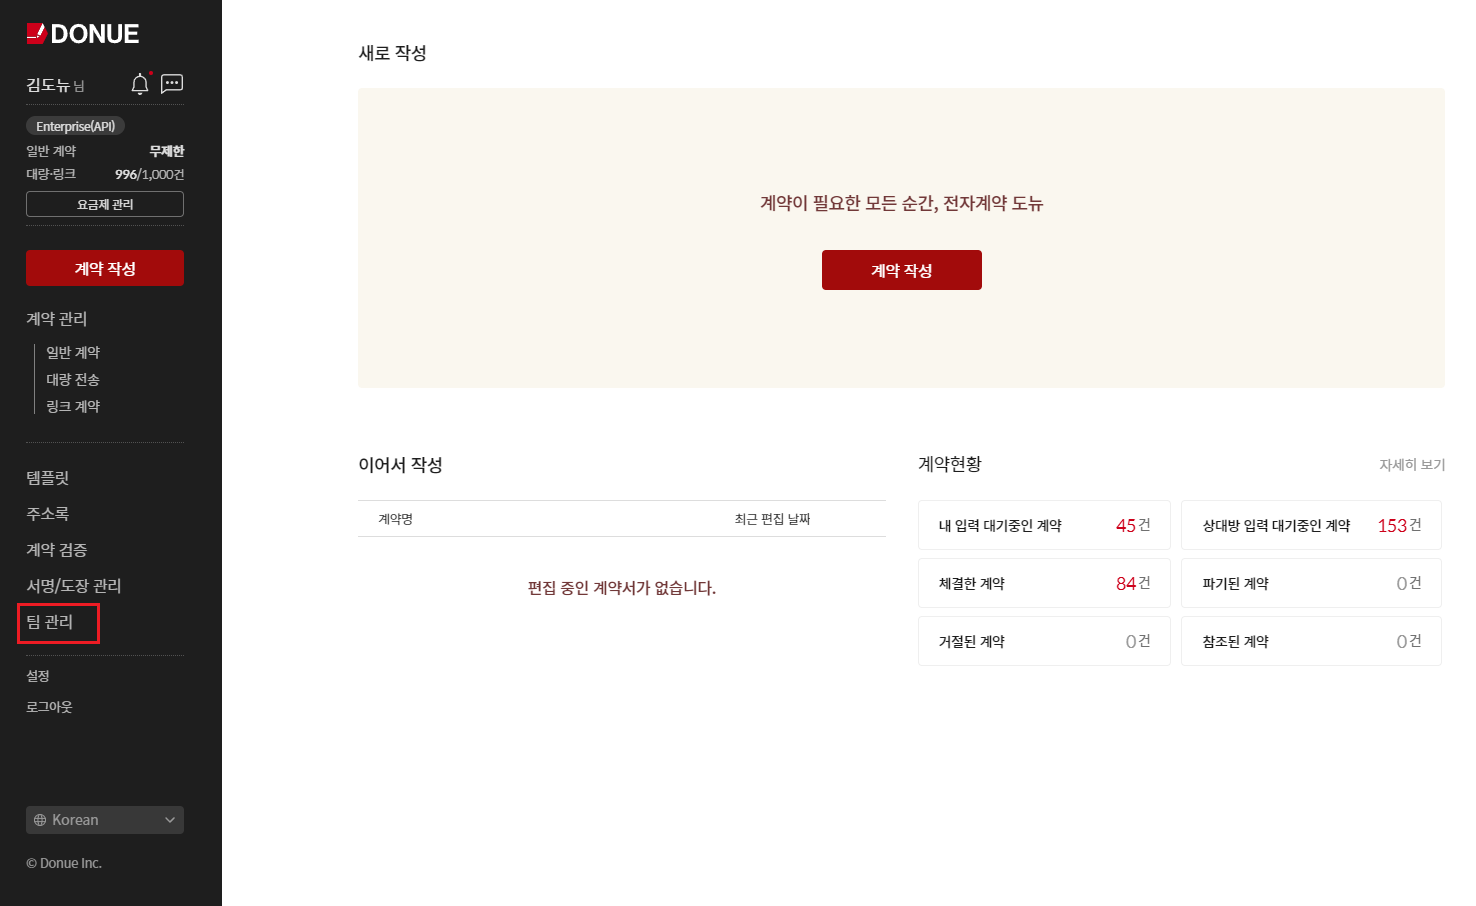 DONUE
김도뉴 님
Enterprise(API)
일반 계약 무제한
대량·링크 996/1,000건
요금제 관리
계약 작성
계약 관리
일반 계약
대량 전송
링크 계약
템플릿
주소록
계약 검증
서명/도장 관리
팀 관리
설정
로그아웃
Korean
© Donue Inc.
새로 작성
계약이 필요한 모든 순간, 전자계약 도뉴
계약 작성
이어서 작성
계약명 최근 편집 날짜
편집 중인 계약서가 없습니다.
계약현황 자세히 보기
내 입력 대기중인 계약 45건 상대방 입력 대기중인 계약 153건
체결한 계약 84건 파기된 계약 0건
거절된 계약 0건 참조된 계약 0건